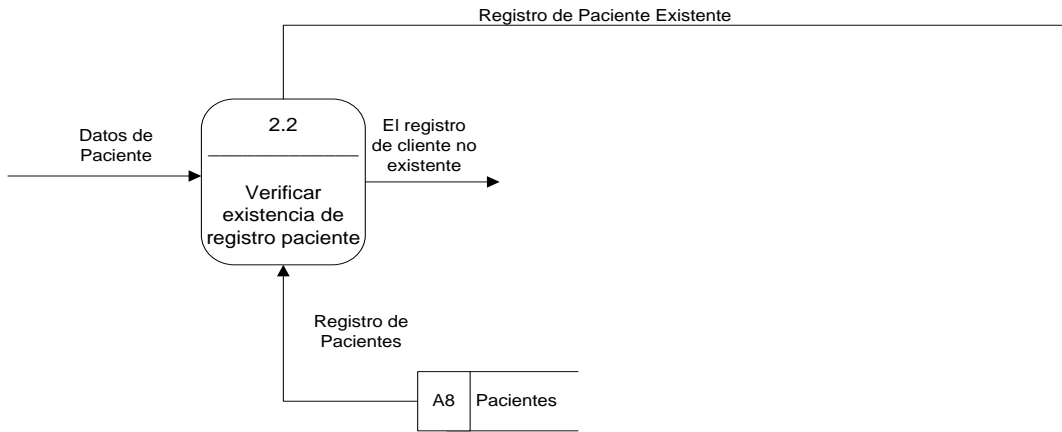 Registro de Paciente Existente
2.2
Datos de
Paciente
El registro
de cliente no
existente
Verificar
existencia de
registro paciente
Registro de
Pacientes
A8 Pacientes